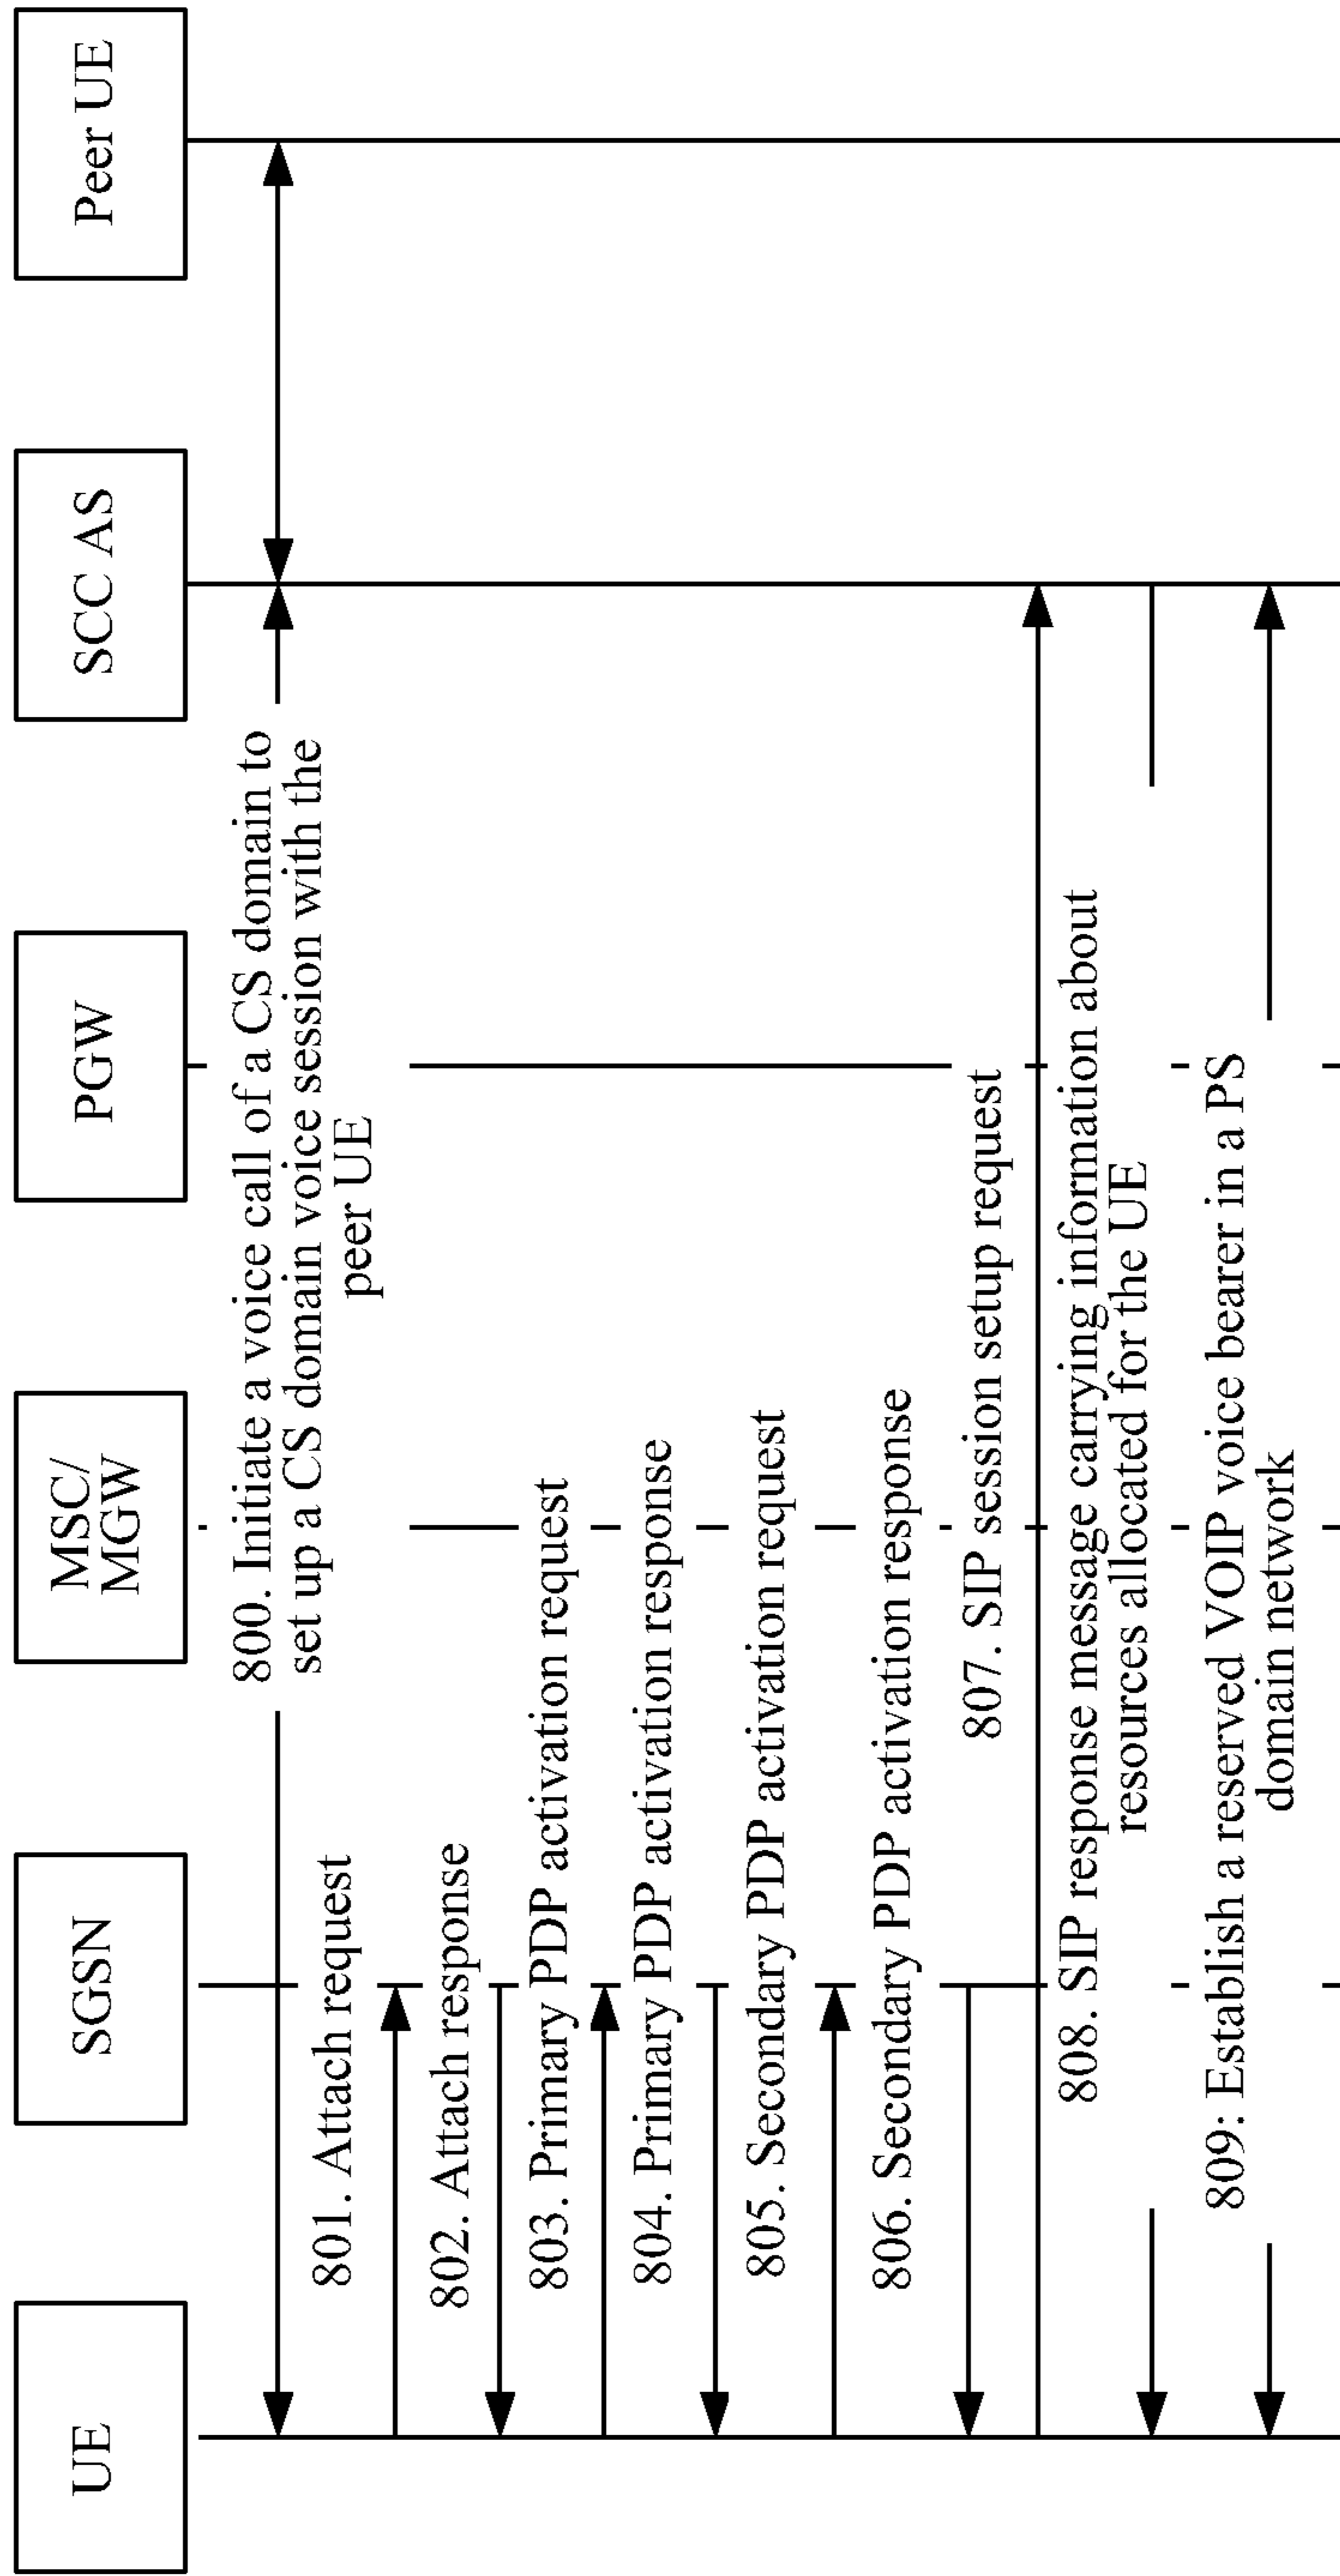 UE
SGSN
MSC/
MGW
PGW
SCC AS
Peer UE
800. Initiate a voice call of a CS domain to
set up a CS domain voice session with the
peer UE
801. Attach request
802. Attach response
803. Primary PDP activation request
804. Primary PDP activation response
805. Secondary PDP activation request
806. Secondary PDP activation response
807. SIP session setup request
808. SIP response message carrying information about
resources allocated for the UE
809: Establish a reserved VOIP voice bearer in a PS
domain network